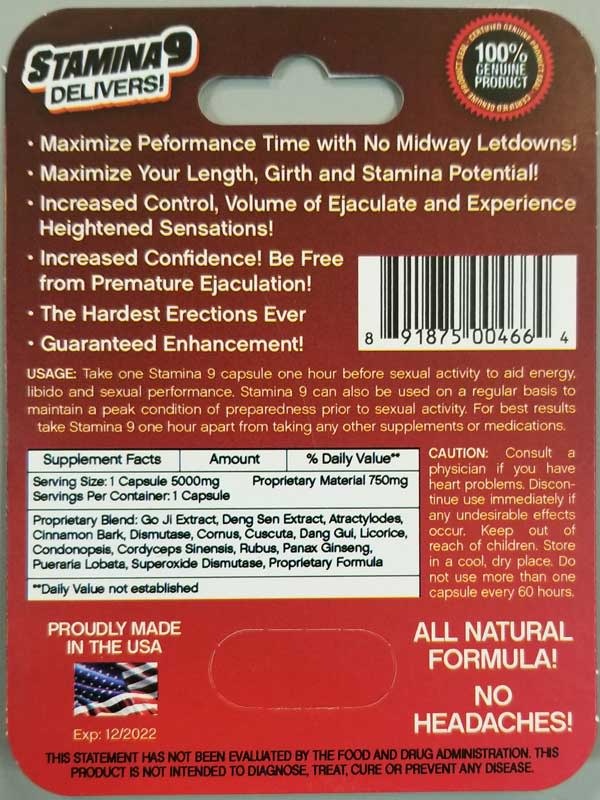 STAMINA 9
DELIVERS!
CERTIFIED GENUINE PRODUCT SEAL
100%
GENUINE
PRODUCT
CERTIFIED GENUINE PRODUCT SEAL
· Maximize Peformance Time with No Midway Letdowns!
· Maximize Your Length, Girth and Stamina Potential!
· Increased Control, Volume of Ejaculate and Experience
Heightened Sensations!
· Increased Confidence! Be Free
from Premature Ejaculation!
· The Hardest Erections Ever
· Guaranteed Enhancement!
8 91875 00466 4
USAGE: Take one Stamina 9 capsule one hour before sexual activity to aid energy,
libido and sexual performance. Stamina 9 can also be used on a regular basis to
maintain a peak condition of preparedness prior to sexual activity. For best results
take Stamina 9 one hour apart from taking any other supplements or medications.
Supplement Facts Amount % Daily Value**
Serving Size: 1 Capsule 5000mg Proprietary Material 750mg
Servings Per Container: 1 Capsule
Proprietary Blend: Go Ji Extract, Deng Sen Extract, Atractylodes,
Cinnamon Bark, Dismutase, Cornus, Cuscuta, Dang Gui, Licorice,
Condonopsis, Cordyceps Sinensis, Rubus, Panax Ginseng,
Pueraria Lobata, Superoxide Dismutase, Proprietary Formula
**Daily Value not established
CAUTION: Consult a
physician if you have
heart problems. Discon-
tinue use immediately if
any undesirable effects
occur. Keep out of
reach of children. Store
in a cool, dry place. Do
not use more than one
capsule every 60 hours.
PROUDLY MADE
IN THE USA
Exp: 12/2022
ALL NATURAL
FORMULA!
NO
HEADACHES!
THIS STATEMENT HAS NOT BEEN EVALUATED BY THE FOOD AND DRUG ADMINISTRATION. THIS
PRODUCT IS NOT INTENDED TO DIAGNOSE, TREAT, CURE OR PREVENT ANY DISEASE.